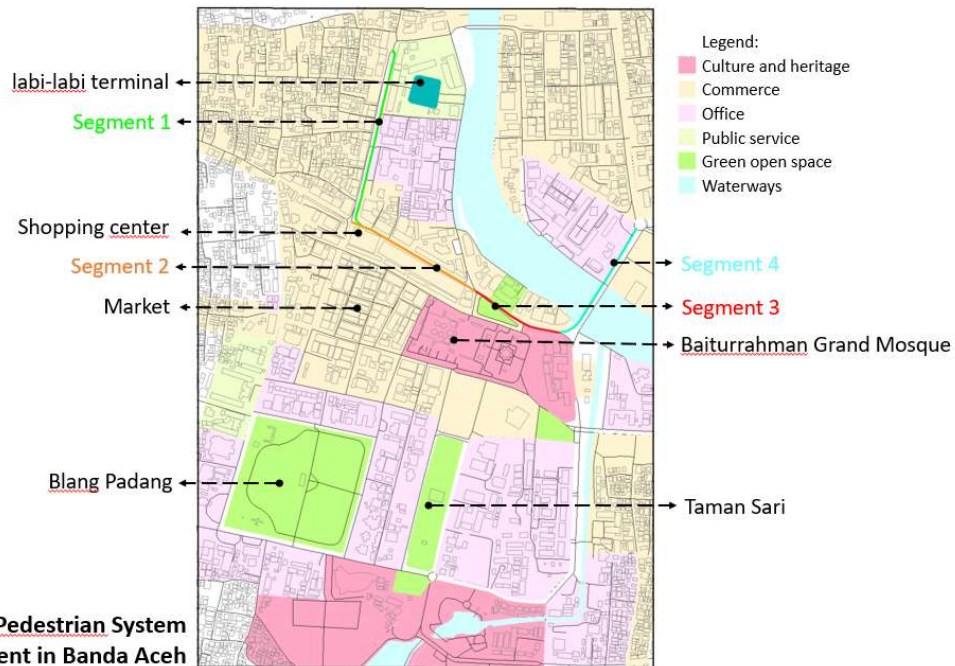 labi-labi terminal
Segment 1
Shopping center
Segment 2
Market
Blang Padang
Pedestrian System
ent in Banda Aceh
Legend:
Culture and heritage
Commerce
Office
Public service
Green open space
Waterways
Segment 4
Segment 3
Baiturrahman Grand Mosque
Taman Sari